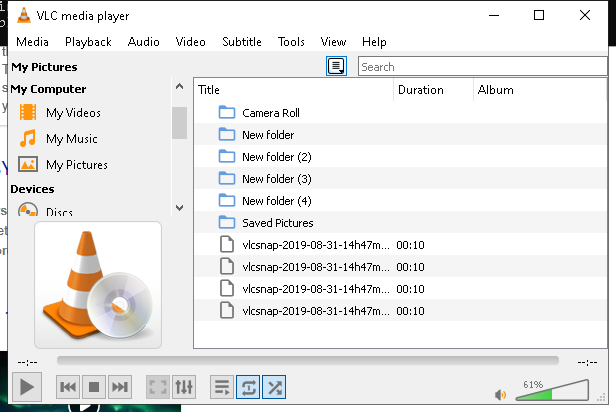 VLC media player
Media Playback Audio Video Subtitle Tools View Help
My Pictures
Search
My Computer
My Videos
My Music
My Pictures
Devices
Discs
Title Duration Album
Camera Roll
New folder
New folder (2)
New folder (3)
New folder (4)
Saved Pictures
vlcsnap-2019-08-31-14h47m... 00:10
vlcsnap-2019-08-31-14h47m... 00:10
vlcsnap-2019-08-31-14h47m... 00:10
vlcsnap-2019-08-31-14h47m... 00:10
--:-- --:--
61%